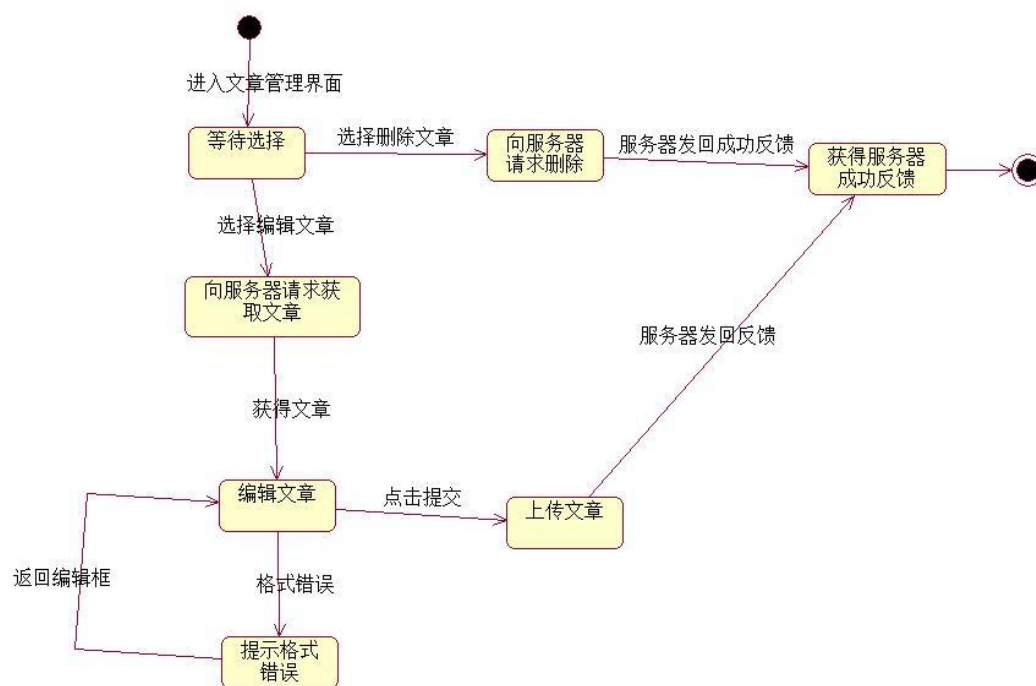 进入文章管理界面
等待选择
选择删除文章
向服务器
请求删除
服务器发回成功反馈
获得服务器
成功反馈
选择编辑文章
向服务器请求获
取文章
服务器发回反馈
获得文章
编辑文章
点击提交
上传文章
返回编辑框
格式错误
提示格式
错误